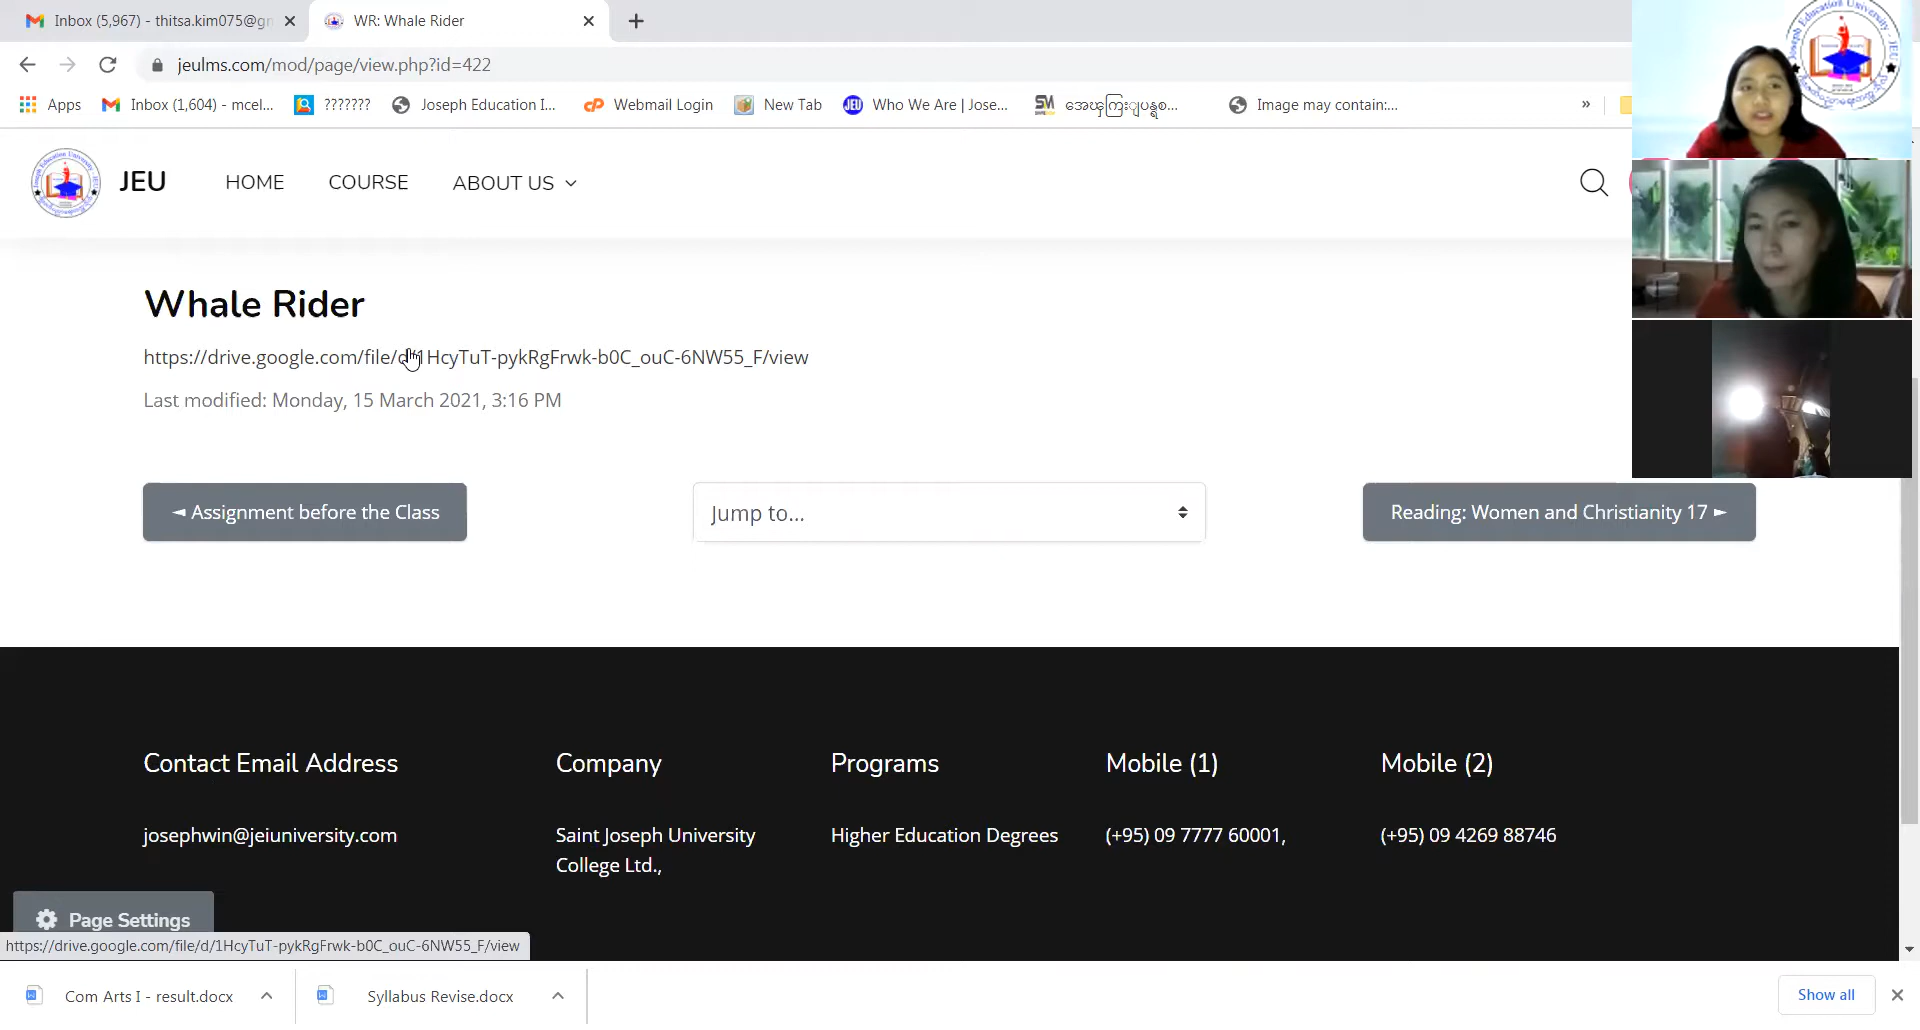 Inbox (5,967) - thitsa.kim075@gm
WR: Whale Rider
jeulms.com/mod/page/view.php?id=422
Apps
Inbox (1,604) - mcel...
???????
Joseph Education I...
Webmail Login
New Tab
JEU
Who We Are | Jose...
SM
Image may contain:...
»
JEU
HOME
COURSE
ABOUT US
Whale Rider
https://drive.google.com/file/d/1HcyTuT-pykRgFrwk-b0C_ouC-6NW55_F/view
Last modified: Monday, 15 March 2021, 3:16 PM
◄ Assignment before the Class
Jump to...
Reading: Women and Christianity 17 ►
Contact Email Address
Company
Programs
Mobile (1)
Mobile (2)
josephwin@jeiuniversity.com
Saint Joseph University
College Ltd.,
Higher Education Degrees
(+95) 09 7777 60001,
(+95) 09 4269 88746
Page Settings
https://drive.google.com/file/d/1HcyTuT-pykRgFrwk-b0C_ouC-6NW55_F/view
Com Arts I - result.docx
Syllabus Revise.docx
Show all